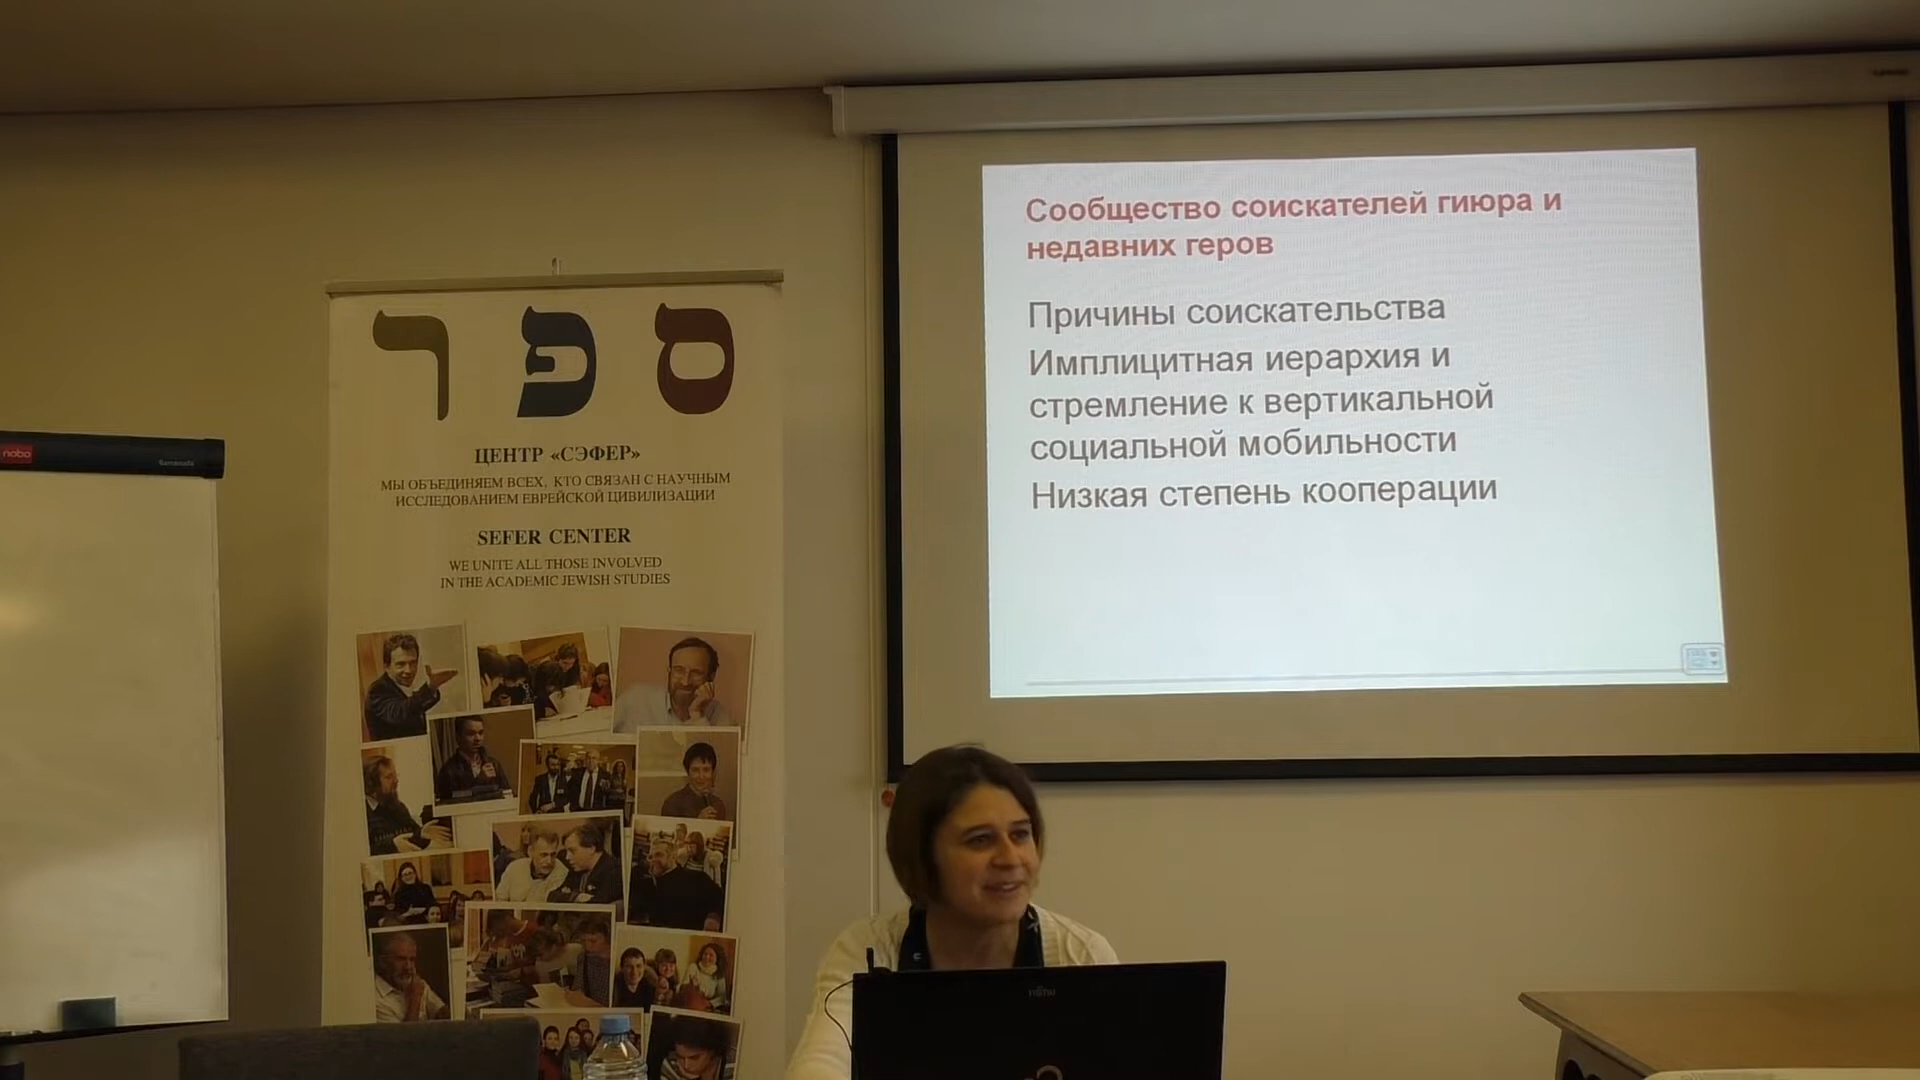 nobo
ספר
ЦЕНТР «СЭФЕР»
МЫ ОБЪЕДИНЯЕМ ВСЕХ, КТО СВЯЗАН С НАУЧНЫМ
ИССЛЕДОВАНИЕМ ЕВРЕЙСКОЙ ЦИВИЛИЗАЦИИ
SEFER CENTER
WE UNITE ALL THOSE INVOLVED
IN THE ACADEMIC JEWISH STUDIES
Сообщество соискателей гиюра и
недавних геров
Причины соискательства
Имплицитная иерархия и
стремление к вертикальной
социальной мобильности
Низкая степень кооперации
FUJITSU